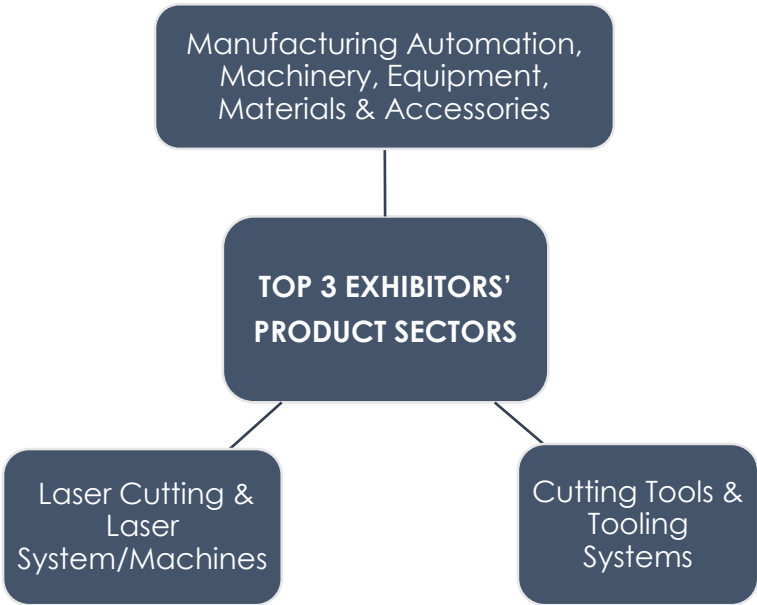 Manufacturing Automation,
Machinery, Equipment,
Materials & Accessories
TOP 3 EXHIBITORS’
PRODUCT SECTORS
Laser Cutting &
Laser
System/Machines
Cutting Tools &
Tooling
Systems